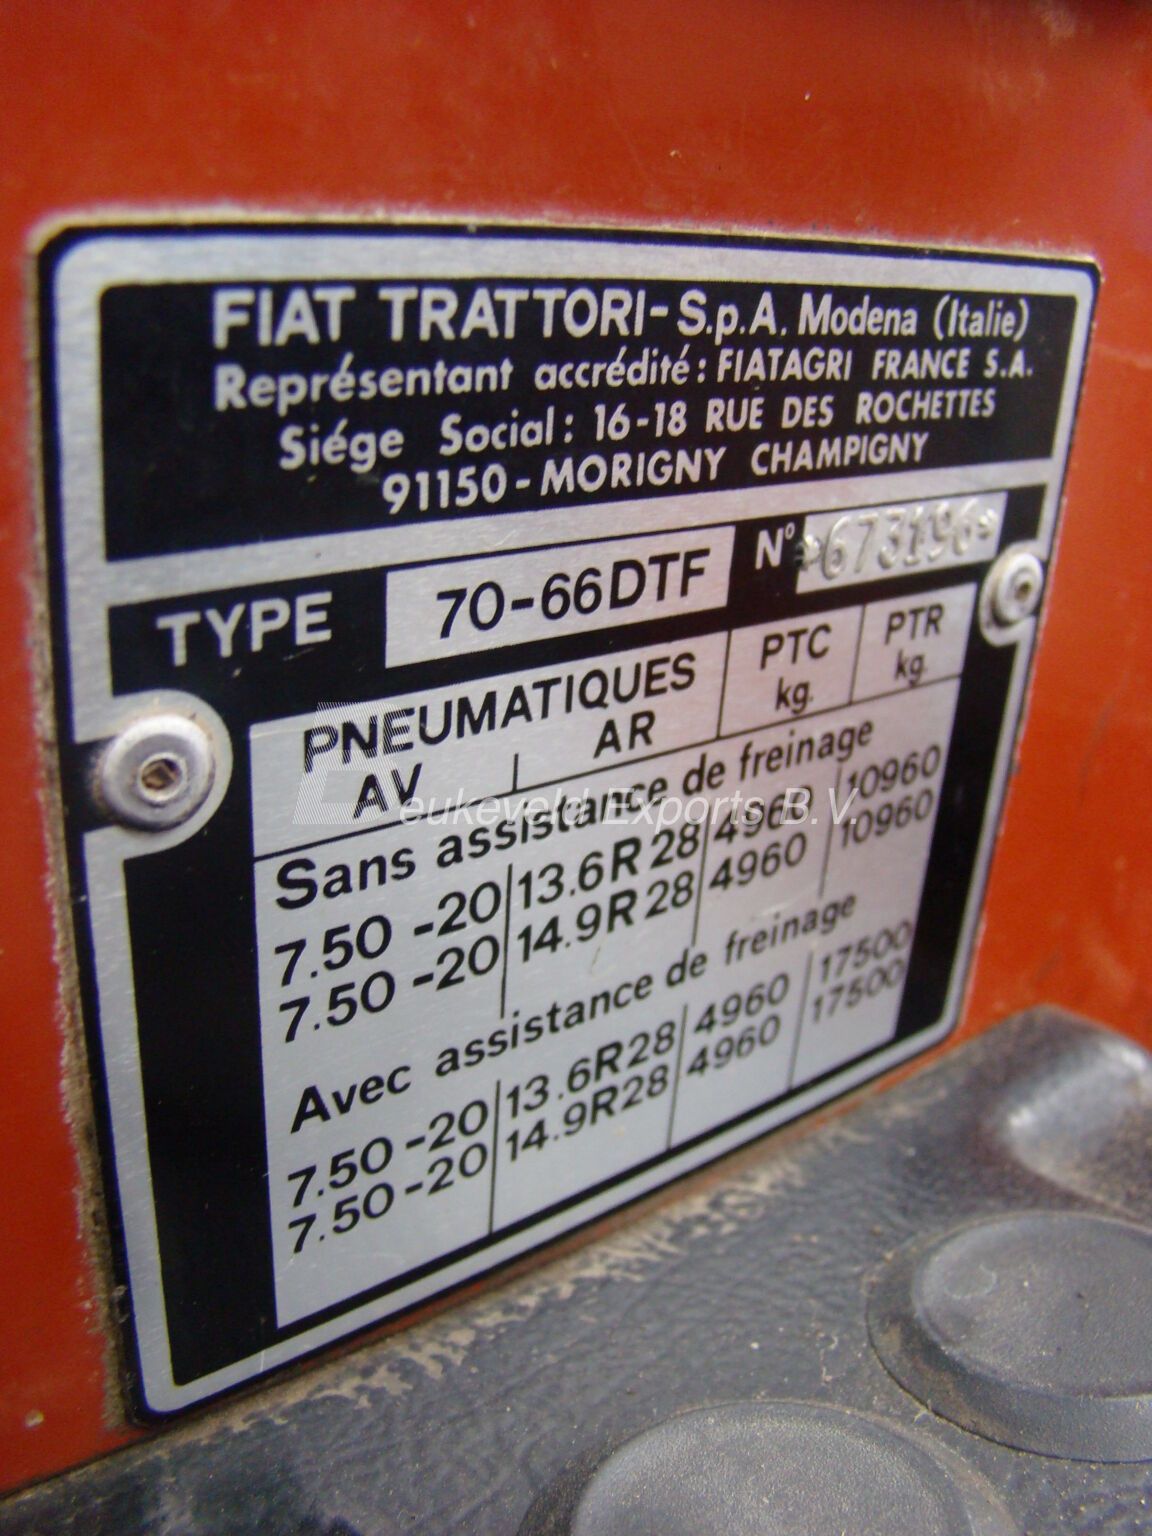 FIAT TRATTORI-S.p.A. Modena (Italie)
Représentant accrédité: FIATAGRI FRANCE S.A.
Siége Social: 16-18 RUE DES ROCHETTES
91150-MORIGNY CHAMPIGNY
TYPE 70-66DTF N° 673196
PNEUMATIQUES PTC PTR
AV AR kg. kg.
Sans assistance de freinage
7.50-20 13.6R28 4960 10960
7.50-20 14.9R28 4960 10960
Avec assistance de freinage
7.50-20 13.6R28 4960 17500
7.50-20 14.9R28 4960 17500
Beukeveld Exports B.V.